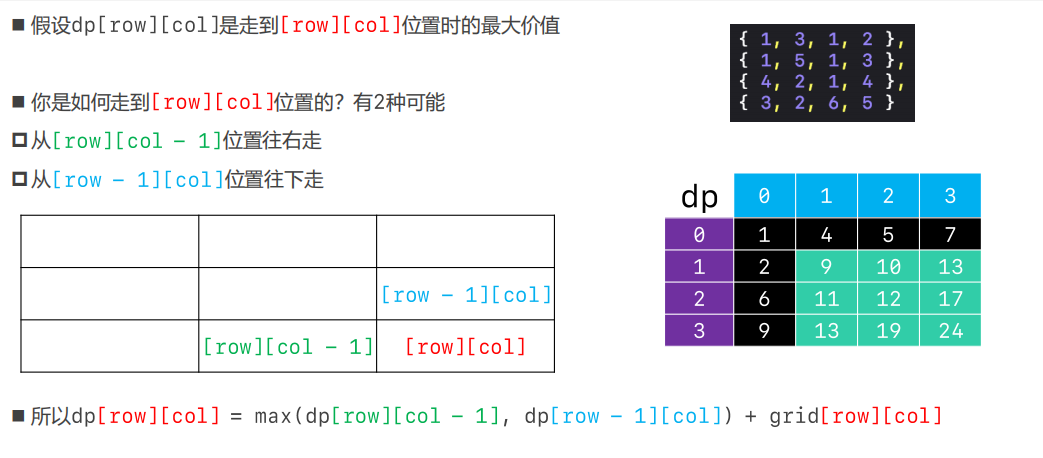 ■ 假设dp[row][col]是走到[row][col]位置时的最大价值
■ 你是如何走到[row][col]位置的？有2种可能
从[row][col - 1]位置往右走
从[row - 1][col]位置往下走
[row - 1][col]
[row][col - 1] [row][col]
■ 所以dp[row][col] = max(dp[row][col - 1], dp[row - 1][col]) + grid[row][col]
{ 1, 3, 1, 2 },
{ 1, 5, 1, 3 },
{ 4, 2, 1, 4 },
{ 3, 2, 6, 5 }
dp 0 1 2 3
0 1 4 5 7
1 2 9 10 13
2 6 11 12 17
3 9 13 19 24